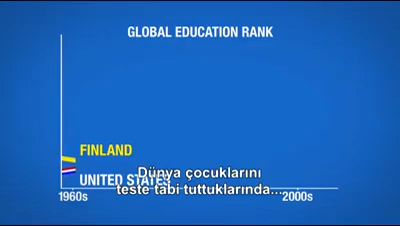 GLOBAL EDUCATION RANK
FINLAND
Dünya çocuklarını
UNITED STATES
teste tabi tuttuklarında...
1960s
2000s